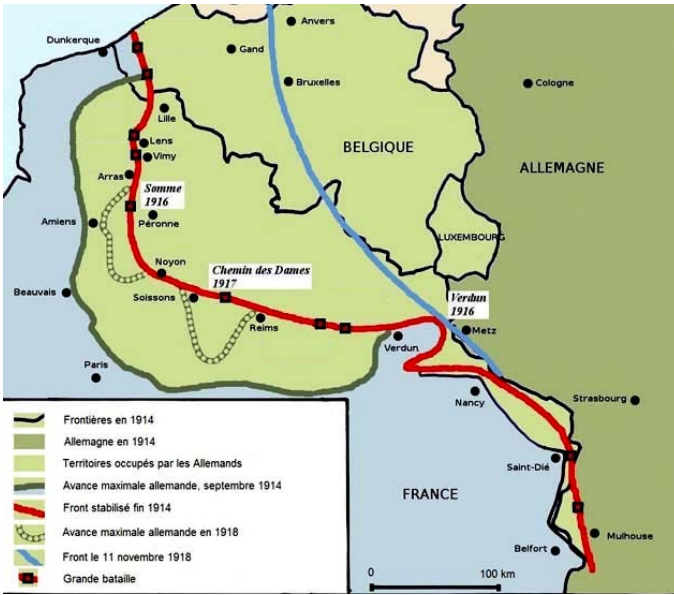 Anvers
Dunkerque
Gand
Bruxelles
Cologne
Lille
BELGIQUE
Lens
Vimy
ALLEMAGNE
Arras
Somme
1916
Péronne
Amiens
LUXEMBOURG
Noyon
Chemin des Dames
1917
Beauvais
Soissons
Verdun
1916
Reims
Metz
Verdun
Paris
Nancy
Strasbourg
Saint-Dié
FRANCE
Mulhouse
Belfort
Frontières en 1914
Allemagne en 1914
Territoires occupés par les Allemands
Avance maximale allemande, septembre 1914
Front stabilisé fin 1914
Avance maximale allemande en 1918
Front le 11 novembre 1918
Grande bataille
0
100 km